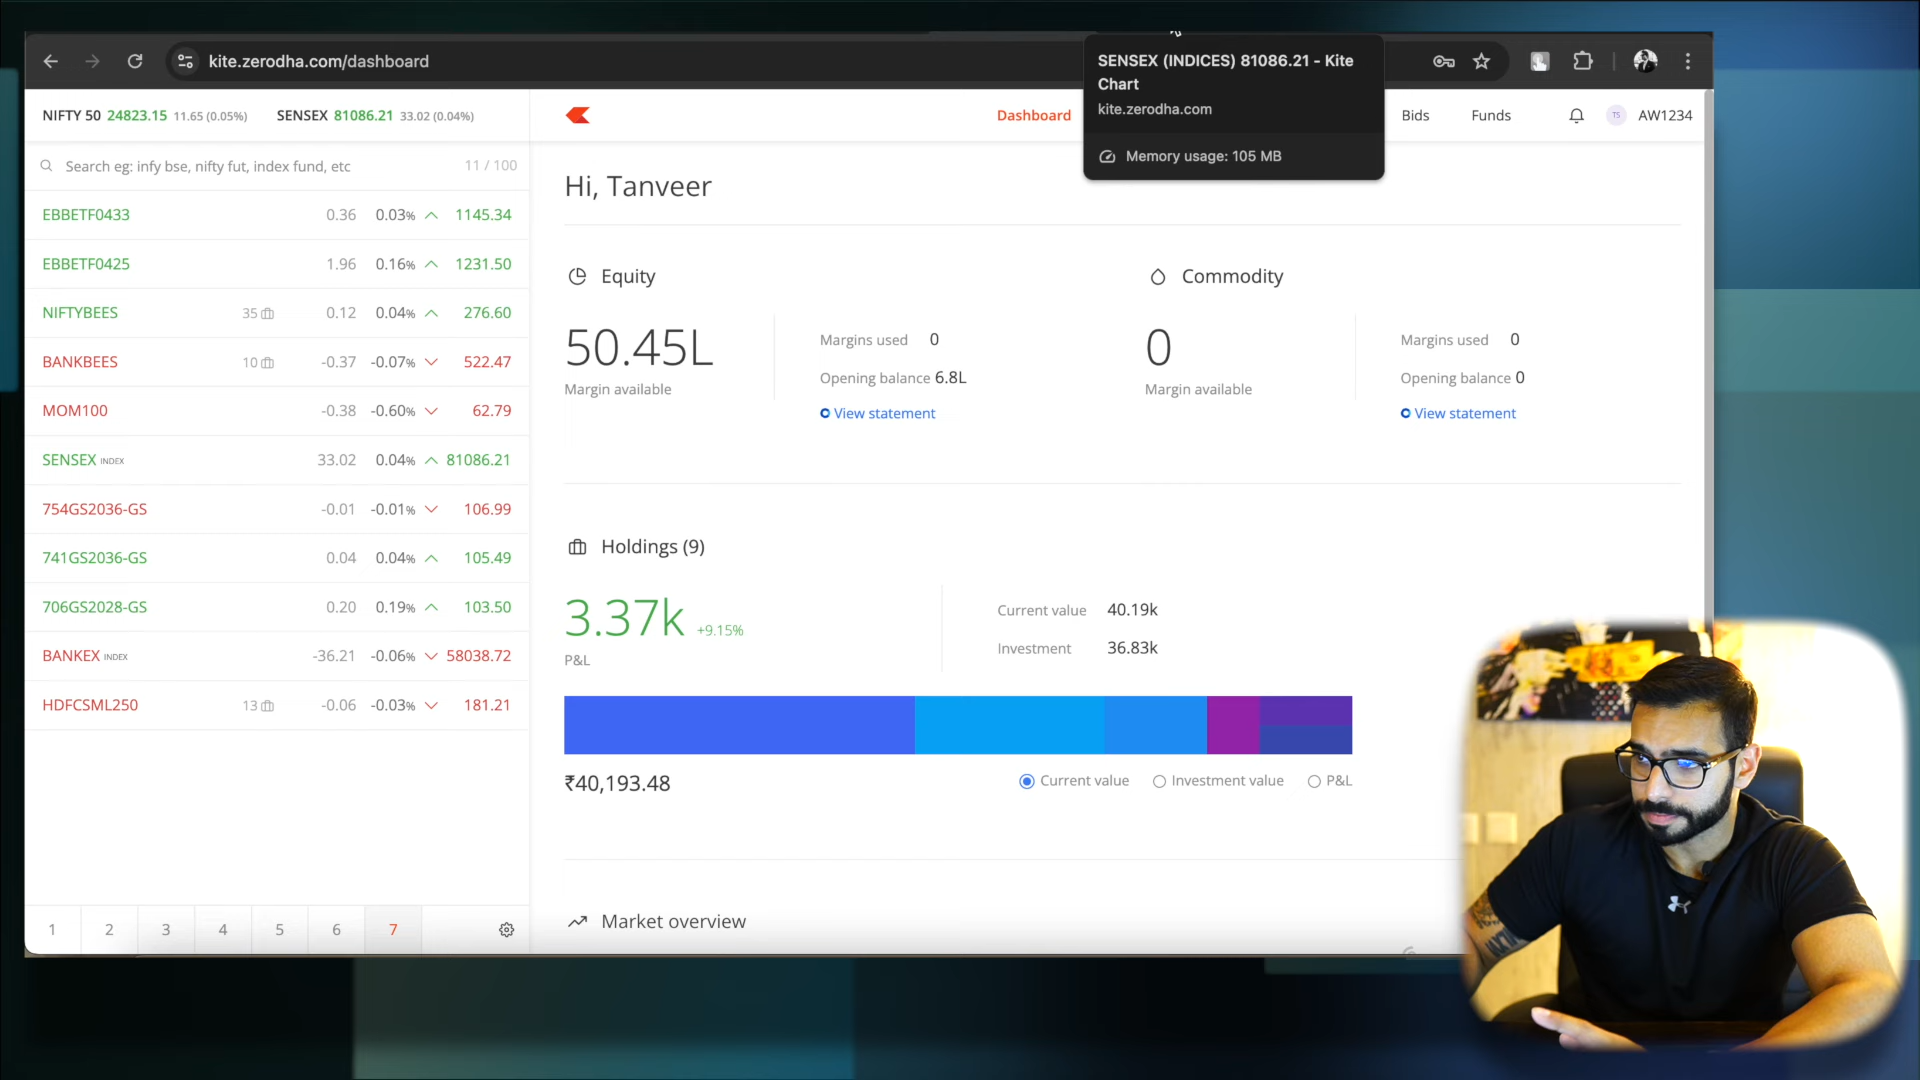 kite.zerodha.com/dashboard
SENSEX (INDICES) 81086.21 - Kite
Chart
kite.zerodha.com
Memory usage: 105 MB
NIFTY 50 24823.15 11.65 (0.05%) SENSEX 81086.21 33.02 (0.04%)
Dashboard Bids Funds TS AW1234
Search eg: infy bse, nifty fut, index fund, etc 11 / 100
Hi, Tanveer
EBBETF0433 0.36 0.03% 1145.34
EBBETF0425 1.96 0.16% 1231.50
NIFTYBEES 35 0.12 0.04% 276.60
BANKBEES 10 -0.37 -0.07% 522.47
MOM100 -0.38 -0.60% 62.79
SENSEX INDEX 33.02 0.04% 81086.21
754GS2036-GS -0.01 -0.01% 106.99
741GS2036-GS 0.04 0.04% 105.49
706GS2028-GS 0.20 0.19% 103.50
BANKEX INDEX -36.21 -0.06% 58038.72
HDFCSML250 13 -0.06 -0.03% 181.21
1 2 3 4 5 6 7
Equity
50.45L
Margin available
Margins used 0
Opening balance 6.8L
View statement
Commodity
0
Margin available
Margins used 0
Opening balance 0
View statement
Holdings (9)
3.37k +9.15%
P&L
Current value 40.19k
Investment 36.83k
₹40,193.48
Current value Investment value P&L
Market overview